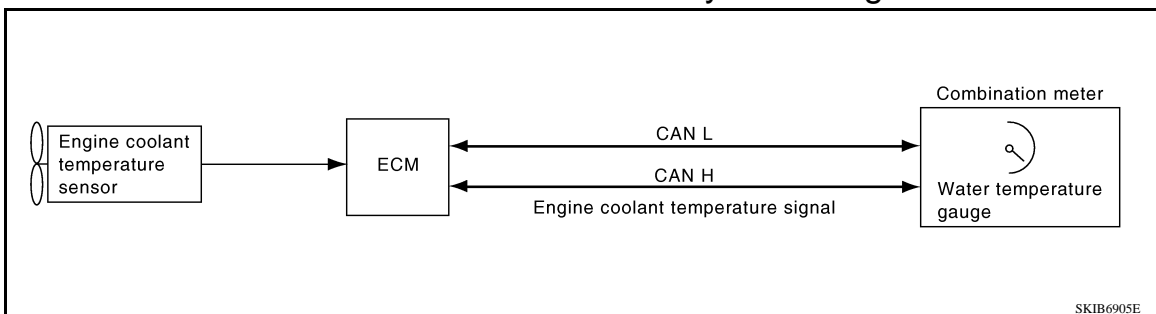 Engine coolant
temperature
sensor
ECM
CAN L
CAN H
Engine coolant temperature signal
Combination meter
Water temperature
gauge
SKIB6905E